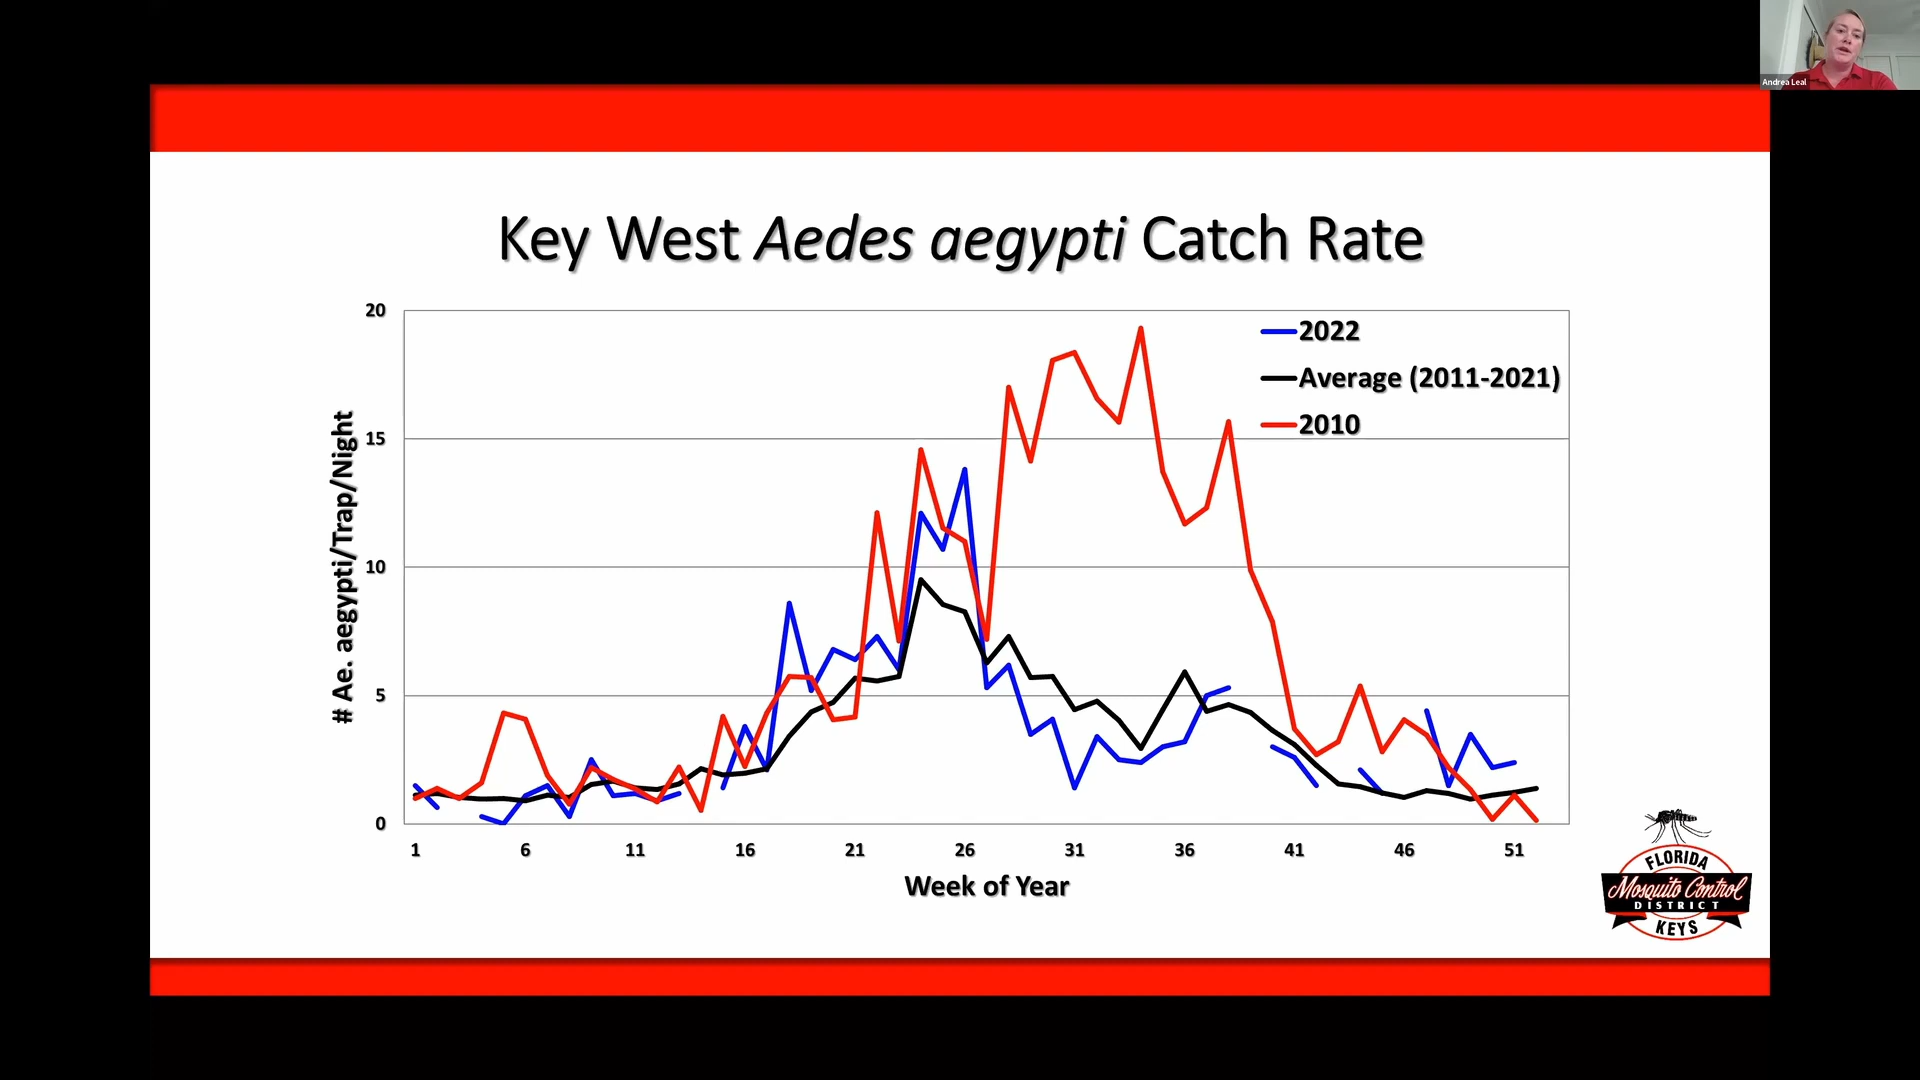 Andrea Leal
Key West Aedes aegypti Catch Rate
# Ae. aegypti/Trap/Night
20
15
10
5
0
2022
Average (2011-2021)
2010
1 6 11 16 21 26 31 36 41 46 51
Week of Year
FLORIDA
Mosquito Control
DISTRICT
KEYS